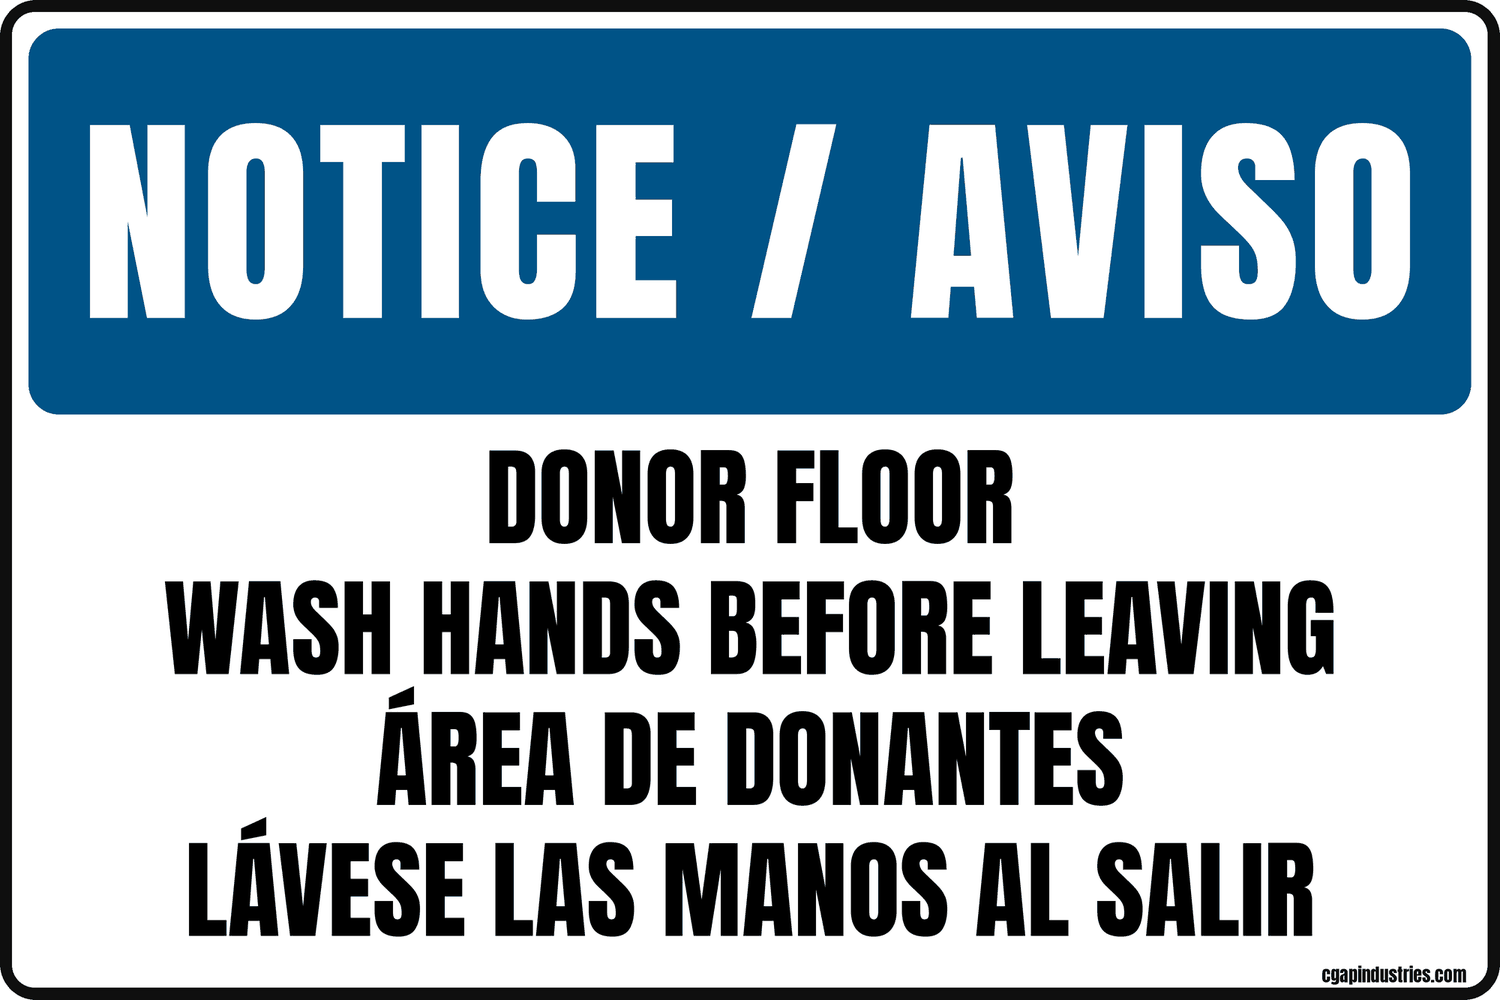 NOTICE / AVISO
DONOR FLOOR
WASH HANDS BEFORE LEAVING
ÁREA DE DONANTES
LÁVESE LAS MANOS AL SALIR
cgapindustries.com